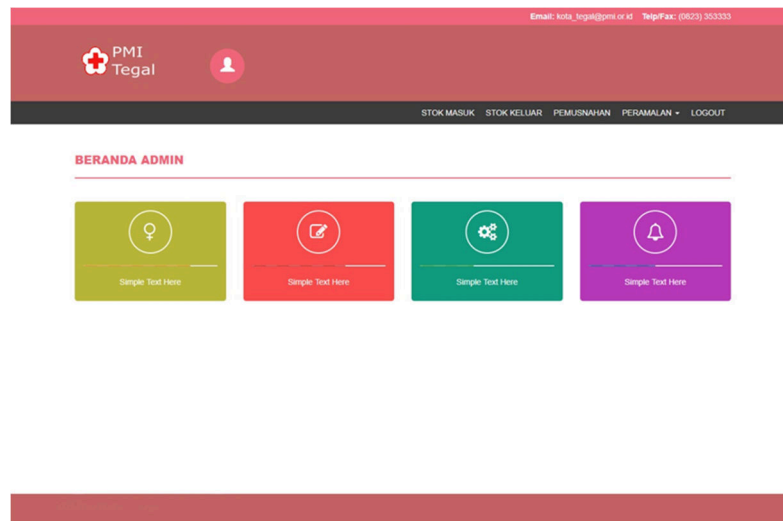 Email: kota_tegal@pmi.or.id Telp/Fax: (0823) 353333
PMI
Tegal
STOK MASUK STOK KELUAR PEMUSNAHAN PERAMALAN LOGOUT
BERANDA ADMIN
Simple Text Here Simple Text Here Simple Text Here Simple Text Here